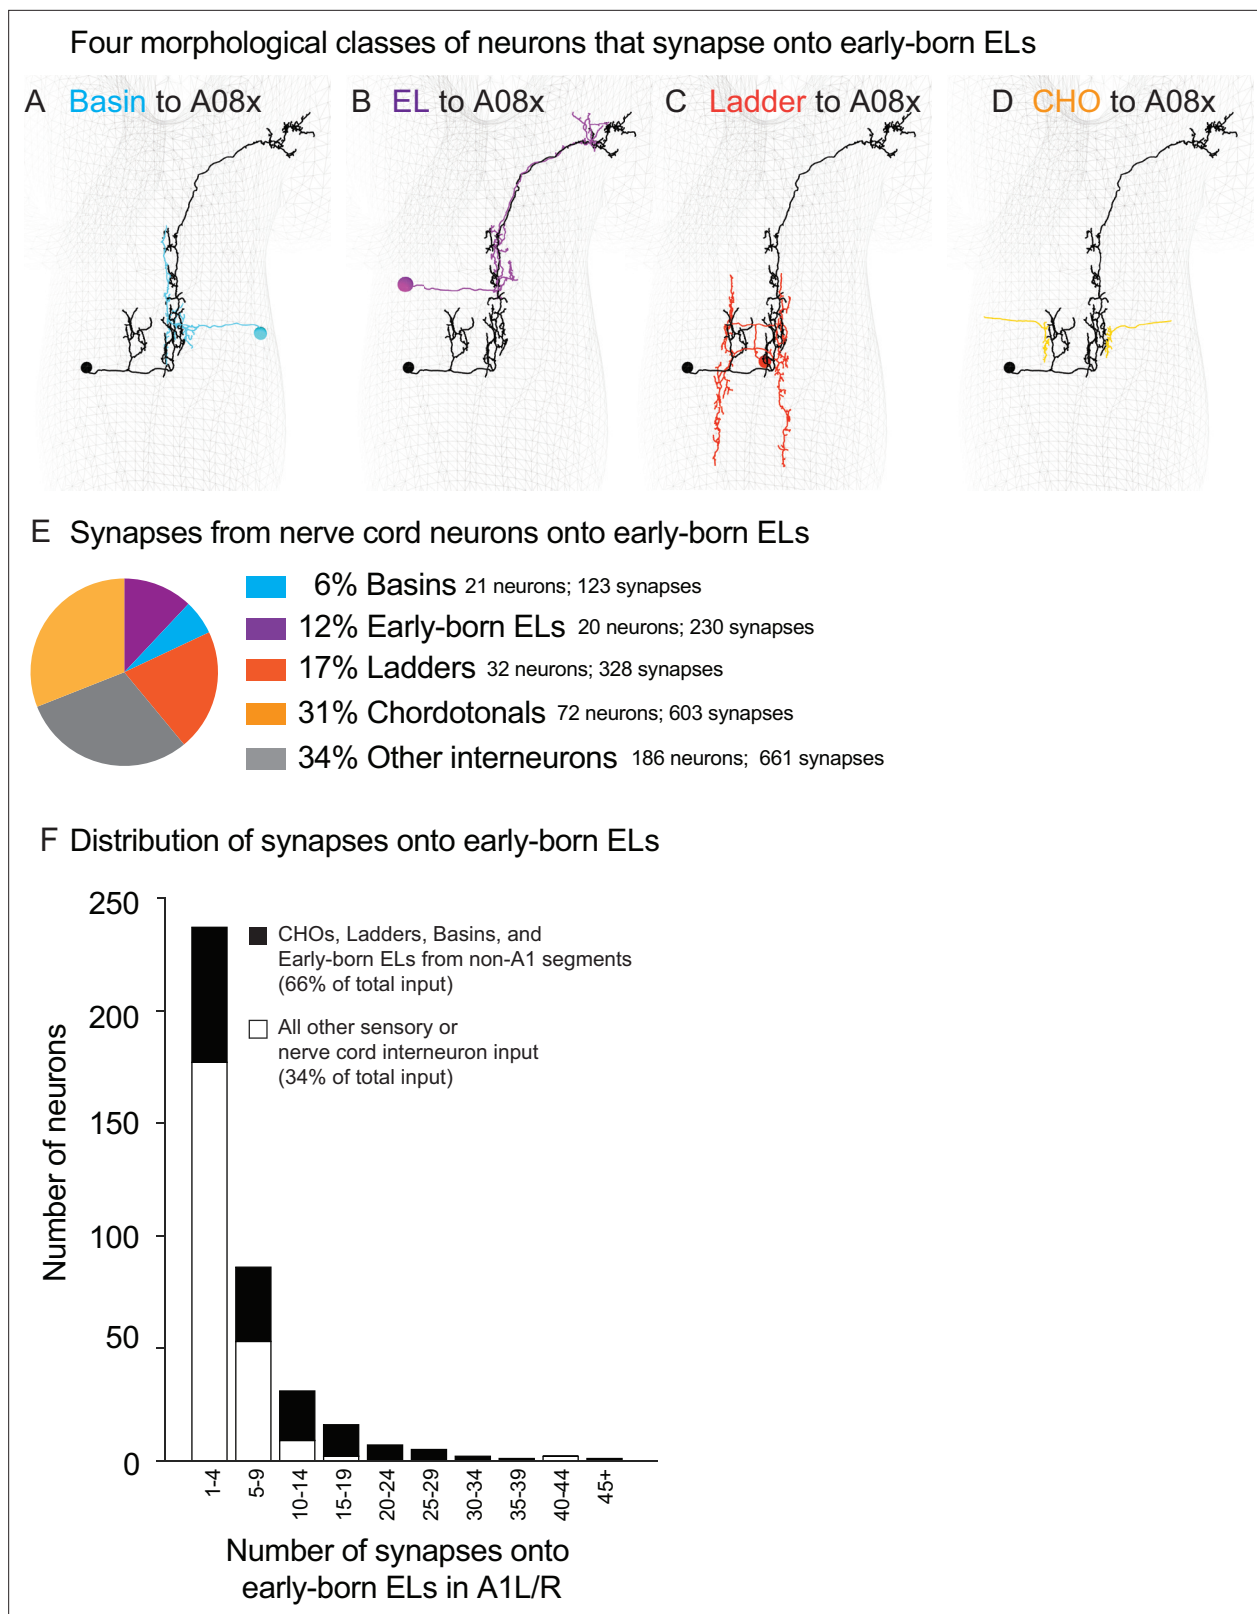 Four morphological classes of neurons that synapse onto early-born ELs
A Basin to A08x
B EL to A08x
C Ladder to A08x
D CHO to A08x
E Synapses from nerve cord neurons onto early-born ELs
6% Basins 21 neurons; 123 synapses
12% Early-born ELs 20 neurons; 230 synapses
17% Ladders 32 neurons; 328 synapses
31% Chordotonals 72 neurons; 603 synapses
34% Other interneurons 186 neurons; 661 synapses
F Distribution of synapses onto early-born ELs
Number of neurons
250
200
150
100
50
0
CHOs, Ladders, Basins, and
Early-born ELs from non-A1 segments
(66% of total input)
All other sensory or
nerve cord interneuron input
(34% of total input)
1-4
5-9
10-14
15-19
20-24
25-29
30-34
35-39
40-44
45+
Number of synapses onto
early-born ELs in A1L/R